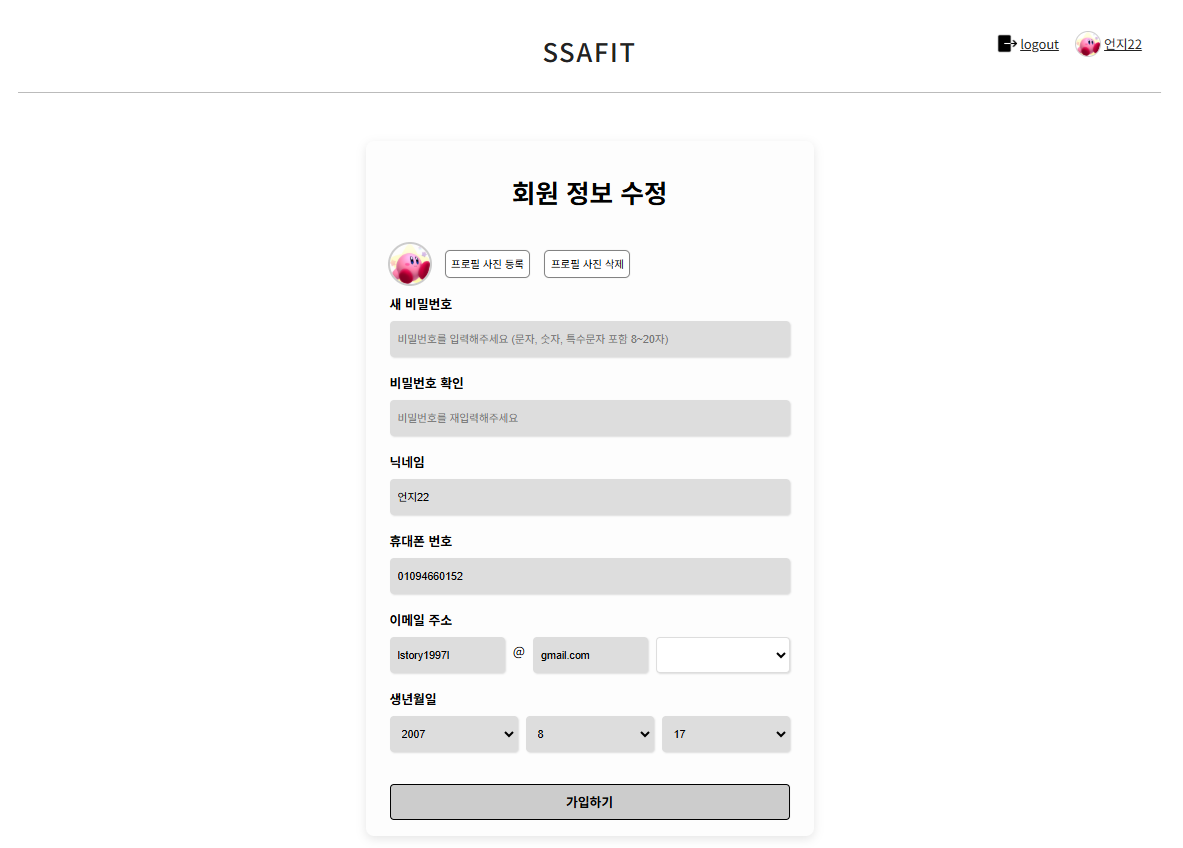 SSAFIT
logout 언지22
회원 정보 수정
프로필 사진 등록 프로필 사진 삭제
새 비밀번호
비밀번호를 입력해주세요 (문자, 숫자, 특수문자 포함 8~20자)
비밀번호 확인
비밀번호를 재입력해주세요
닉네임
언지22
휴대폰 번호
01094660152
이메일 주소
lstory1997l @ gmail.com
생년월일
2007 8 17
가입하기